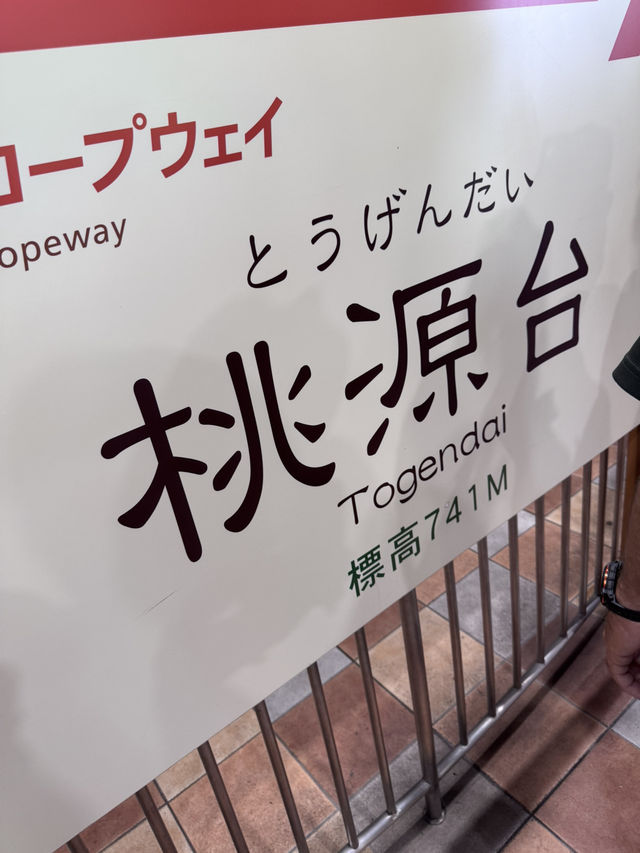 ロープウェイ
opeway
とうげんだい
桃源台
Togendai
標高741M